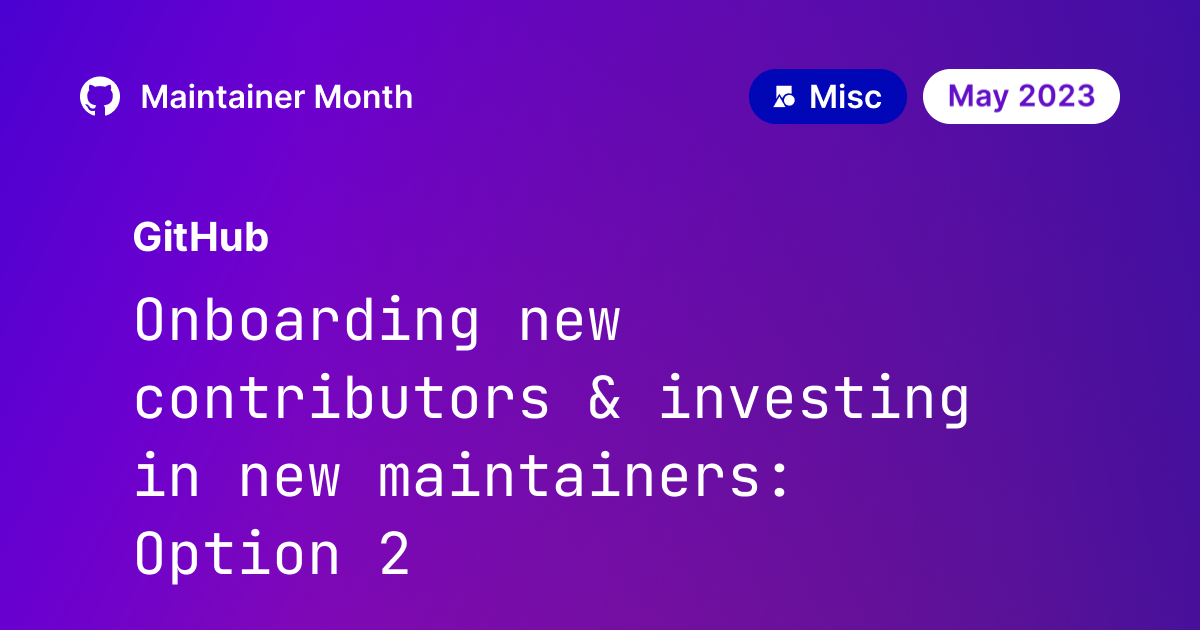 Maintainer Month
Misc
May 2023
GitHub
Onboarding new
contributors & investing
in new maintainers:
Option 2